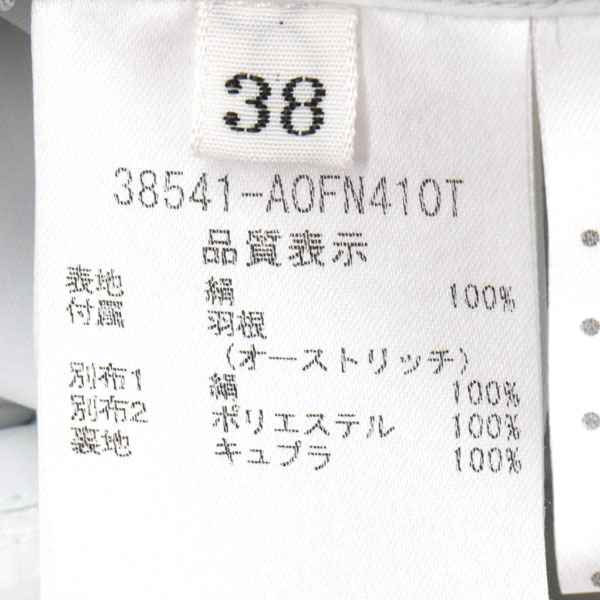 38
38541-AOFN410T
品質表示
表地 絹 100%
付属 羽根
(オーストリッチ)
別布1 絹 100%
別布2 ポリエステル 100%
裏地 キュプラ 100%